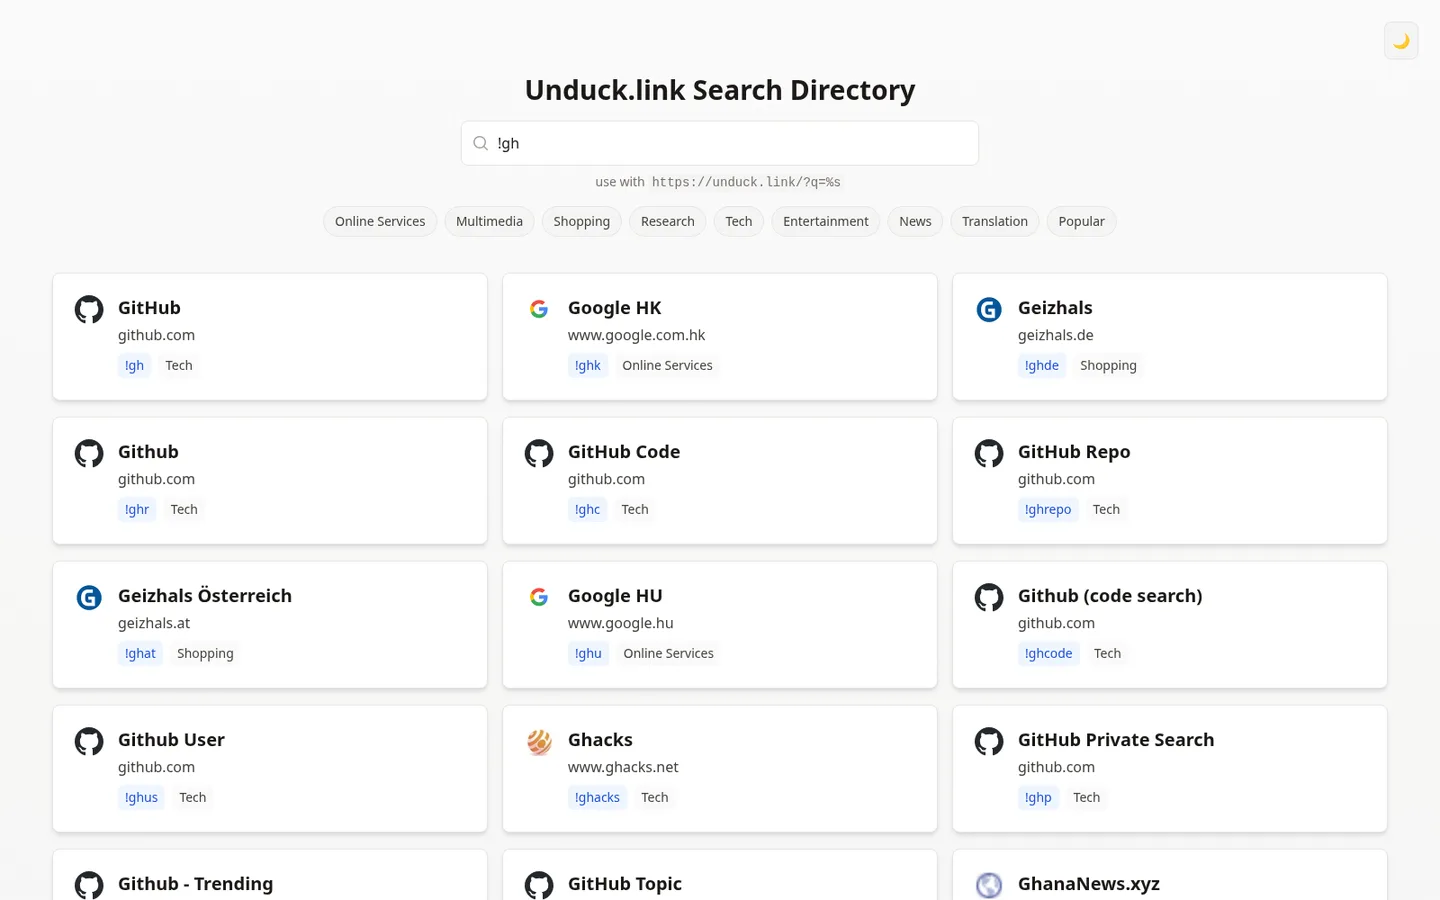 Unduck.link Search Directory
!gh
use with https://unduck.link/?q=%s
Online Services Multimedia Shopping Research Tech Entertainment News Translation Popular
GitHub
github.com
!gh Tech
Google HK
www.google.com.hk
!ghk Online Services
Geizhals
geizhals.de
!ghde Shopping
Github
github.com
!ghr Tech
GitHub Code
github.com
!ghc Tech
GitHub Repo
github.com
!ghrepo Tech
Geizhals Österreich
geizhals.at
!ghat Shopping
Google HU
www.google.hu
!ghu Online Services
Github (code search)
github.com
!ghcode Tech
Github User
github.com
!ghus Tech
Ghacks
www.ghacks.net
!ghacks Tech
GitHub Private Search
github.com
!ghp Tech
Github - Trending
GitHub Topic
GhanaNews.xyz